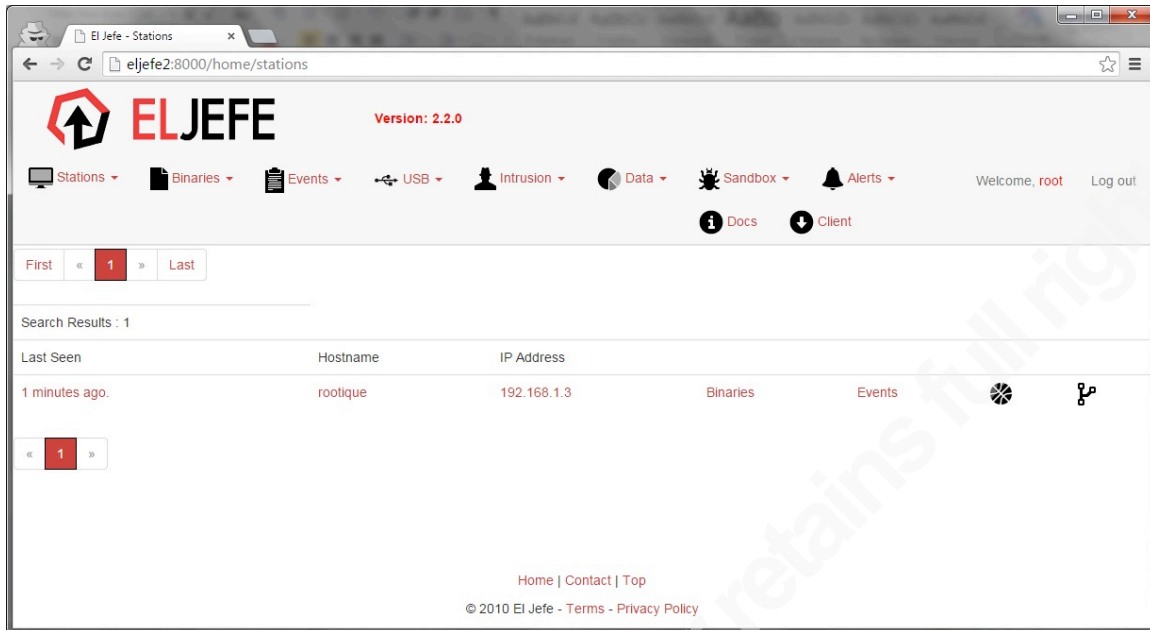 El Jefe - Stations
eljefe2:8000/home/stations
ELJEFE
Version: 2.2.0
Stations Binaries Events USB Intrusion Data Sandbox Alerts Welcome, root Log out
Docs Client
First « 1 » Last
Search Results : 1
Last Seen Hostname IP Address
1 minutes ago. rootique 192.168.1.3 Binaries Events
« 1 »
Home | Contact | Top
© 2010 El Jefe - Terms - Privacy Policy
retains full